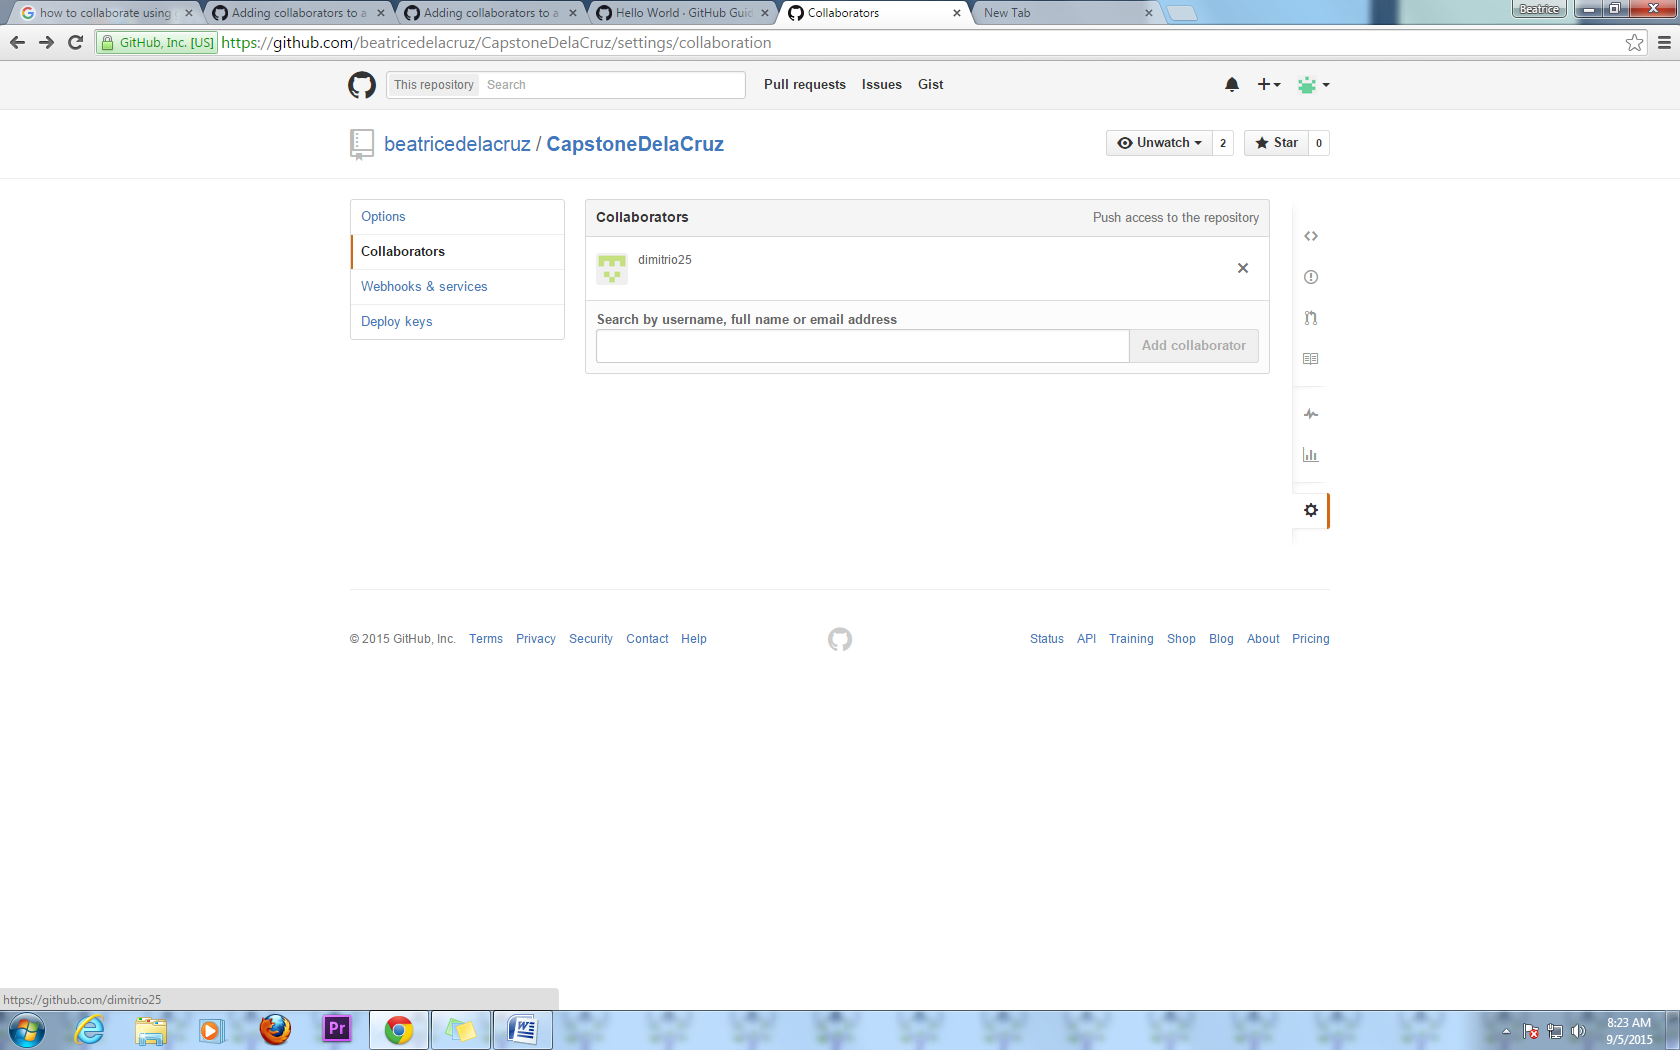 how to collaborate using
Adding collaborators to a
Adding collaborators to a
Hello World · GitHub Guid
Collaborators
New Tab
Beatrice
GitHub, Inc. [US]
https://github.com/beatricedelacruz/CapstoneDelaCruz/settings/collaboration
This repository
Search
Pull requests
Issues
Gist
beatricedelacruz / CapstoneDelaCruz
Unwatch
2
Star
0
Options
Collaborators
Webhooks & services
Deploy keys
Collaborators
Push access to the repository
dimitrio25
Search by username, full name or email address
Add collaborator
© 2015 GitHub, Inc.
Terms
Privacy
Security
Contact
Help
Status
API
Training
Shop
Blog
About
Pricing
https://github.com/dimitrio25
Pr
W
8:23 AM
9/5/2015